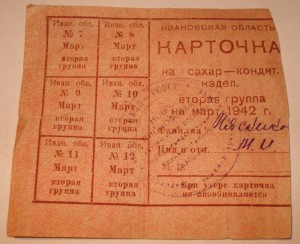 Иван. обл.
№ 7
Март
вторая
группа
Иван. обл.
№ 8
Март
вторая
группа
Иван. обл.
№ 9
Март
вторая
группа
Иван. обл.
№ 10
Март
вторая
группа
Иван. обл.
№ 11
Март
вторая
группа
Иван. обл.
№ 12
Март
вторая
группа
ИВАНОВСКАЯ ОБЛАСТЬ
КАРТОЧКА
на сахар—кондит.
издел.
вторая группа
на март 1942 г.
Фамилия
Имя и отч.
М. П.
При утере карточка
не возобновляется